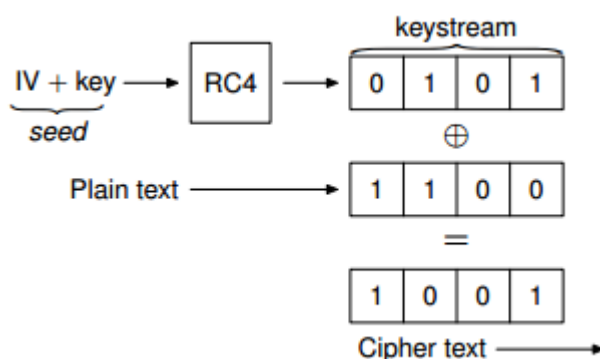 keystream
IV + key RC4 0 1 0 1
seed
⊕
Plain text 1 1 0 0
=
1 0 0 1
Cipher text